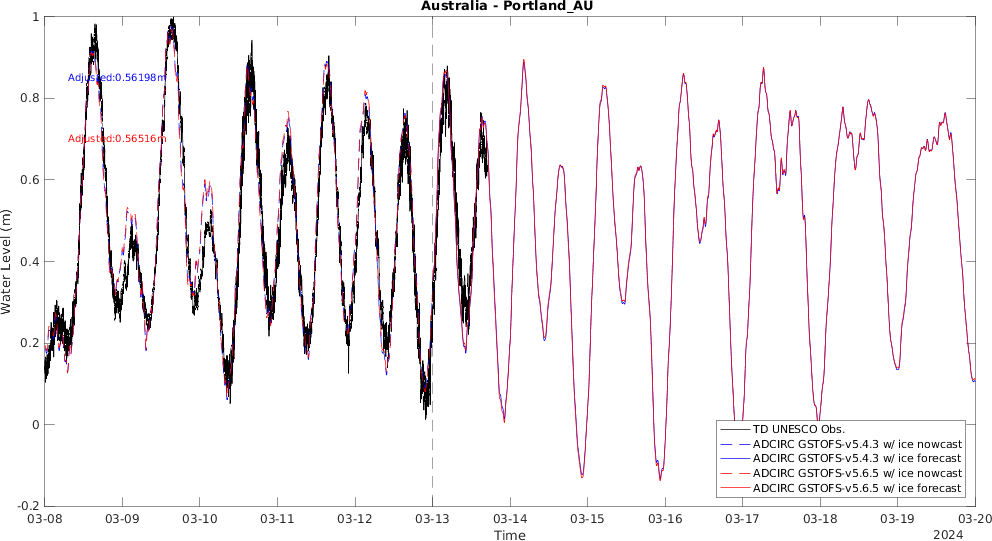 Australia - Portland_AU
Water Level (m)
1
0.8
0.6
0.4
0.2
0
-0.2
Adjusted:0.56198m
Adjusted:0.56516m
TD UNESCO Obs.
ADCIRC GSTOFS-v5.4.3 w/ ice nowcast
ADCIRC GSTOFS-v5.4.3 w/ ice forecast
ADCIRC GSTOFS-v5.6.5 w/ ice nowcast
ADCIRC GSTOFS-v5.6.5 w/ ice forecast
03-08 03-09 03-10 03-11 03-12 03-13 03-14 03-15 03-16 03-17 03-18 03-19 03-20
Time
2024